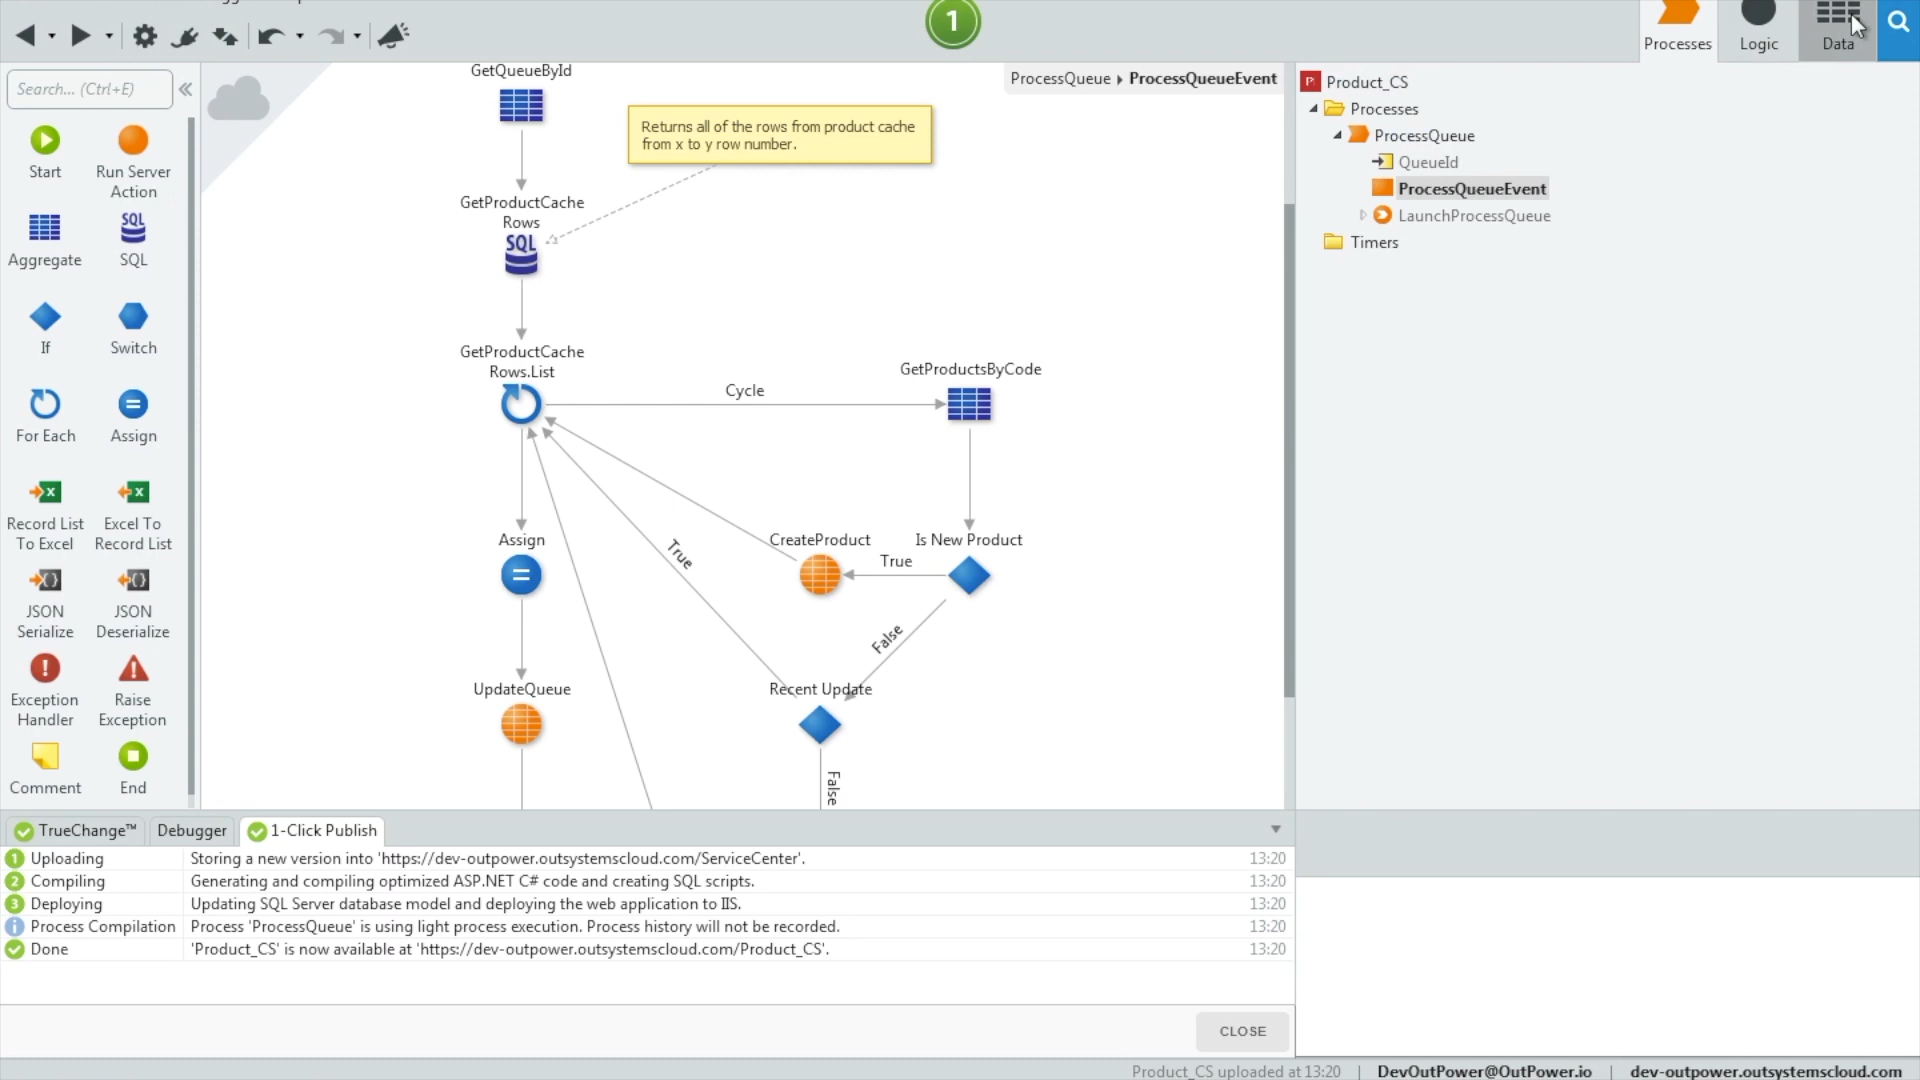 1
Processes
Logic
Data
Search... (Ctrl+E)
Start
Run Server
Action
Aggregate
SQL
SQL
If
Switch
For Each
Assign
Record List
To Excel
Excel To
Record List
JSON
Serialize
JSON
Deserialize
Exception
Handler
Raise
Exception
Comment
End
ProcessQueue
ProcessQueueEvent
GetQueueById
Returns all of the rows from product cache
from x to y row number.
GetProductCache
Rows
SQL
GetProductCache
Rows.List
Cycle
GetProductsByCode
Assign
True
CreateProduct
True
Is New Product
False
UpdateQueue
Recent Update
False
Product_CS
Processes
ProcessQueue
QueueId
ProcessQueueEvent
LaunchProcessQueue
Timers
TrueChange™
Debugger
1-Click Publish
1 Uploading Storing a new version into 'https://dev-outpower.outsystemscloud.com/ServiceCenter'. 13:20
2 Compiling Generating and compiling optimized ASP.NET C# code and creating SQL scripts. 13:20
3 Deploying Updating SQL Server database model and deploying the web application to IIS. 13:20
Process Compilation Process 'ProcessQueue' is using light process execution. Process history will not be recorded. 13:20
Done 'Product_CS' is now available at 'https://dev-outpower.outsystemscloud.com/Product_CS'. 13:20
CLOSE
Product_CS uploaded at 13:20 | DevOutPower@OutPower.io | dev-outpower.outsystemscloud.com